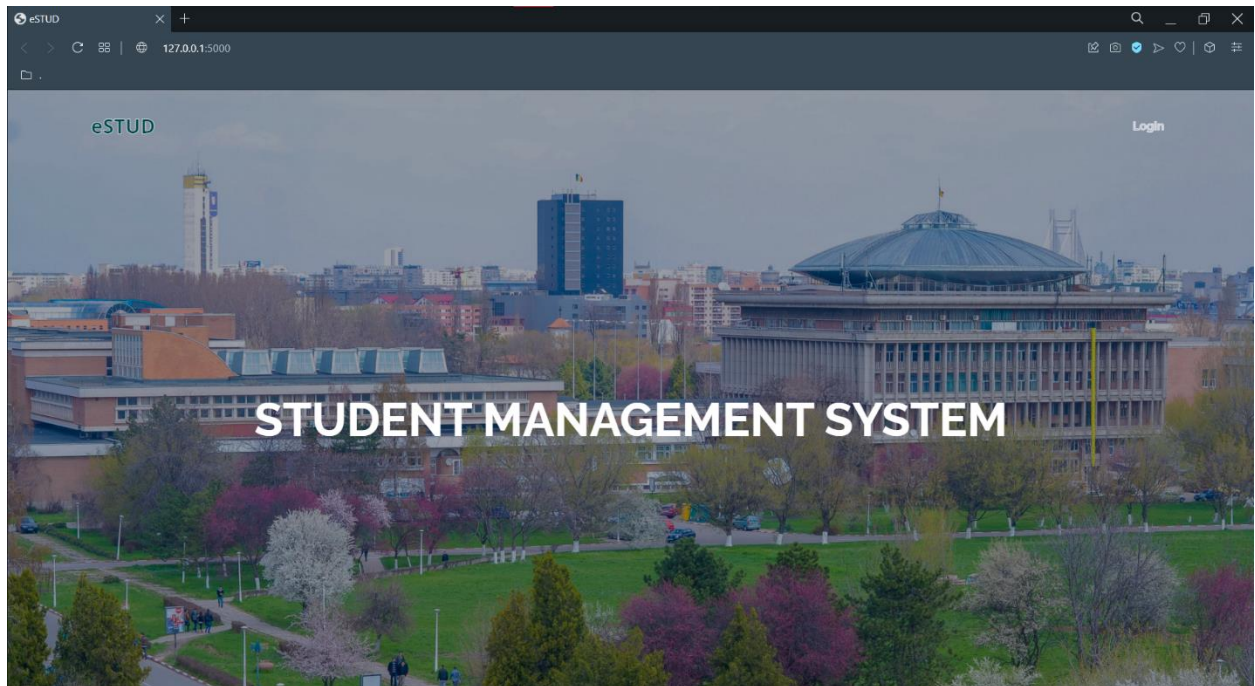 eSTUD
127.0.0.1:5000
.
eSTUD
Login
STUDENT MANAGEMENT SYSTEM